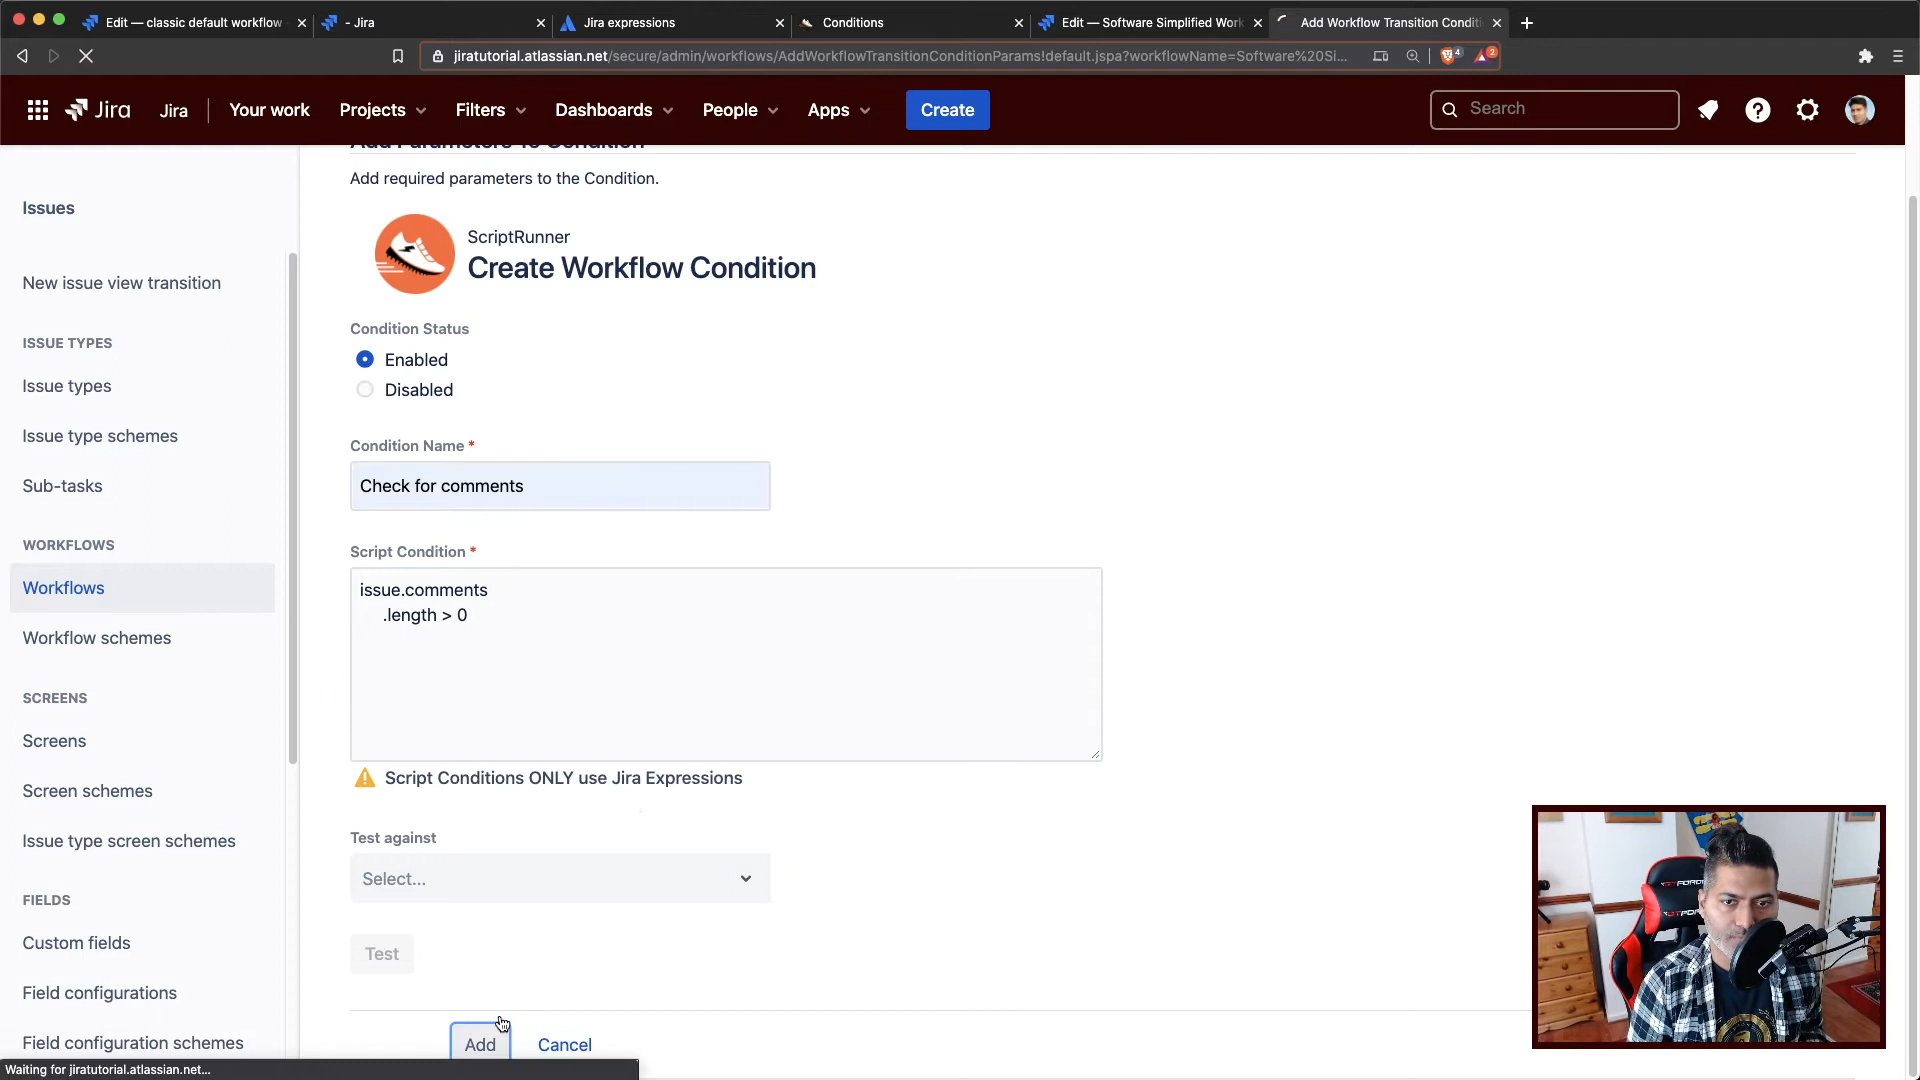 Edit — classic default workflow
- Jira
Jira expressions
Conditions
Edit — Software Simplified Work
Add Workflow Transition Conditi
jiratutorial.atlassian.net/secure/admin/workflows/AddWorkflowTransitionConditionParams!default.jspa?workflowName=Software%20Si...
4
2
Jira
Jira
Your work
Projects
Filters
Dashboards
People
Apps
Create
Search
Issues
New issue view transition
ISSUE TYPES
Issue types
Issue type schemes
Sub-tasks
WORKFLOWS
Workflows
Workflow schemes
SCREENS
Screens
Screen schemes
Issue type screen schemes
FIELDS
Custom fields
Field configurations
Field configuration schemes
Add Parameters To Condition
Add required parameters to the Condition.
ScriptRunner
Create Workflow Condition
Condition Status
Enabled
Disabled
Condition Name *
Check for comments
Script Condition *
issue.comments
.length > 0
Script Conditions ONLY use Jira Expressions
Test against
Select...
Test
Add
Cancel
Waiting for jiratutorial.atlassian.net...